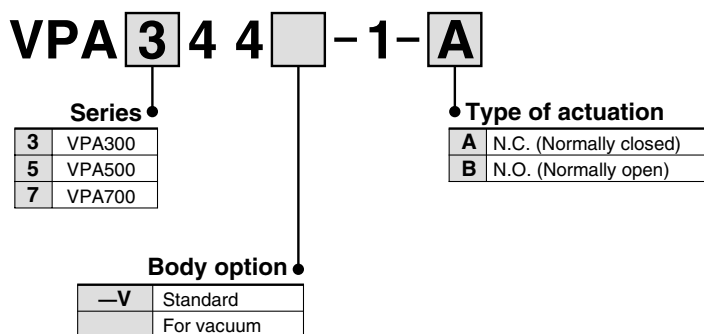 VPA 3 4 4 –1–A
Series
3 VPA300
5 VPA500
7 VPA700
Type of actuation
A N.C. (Normally closed)
B N.O. (Normally open)
Body option
—V Standard
For vacuum